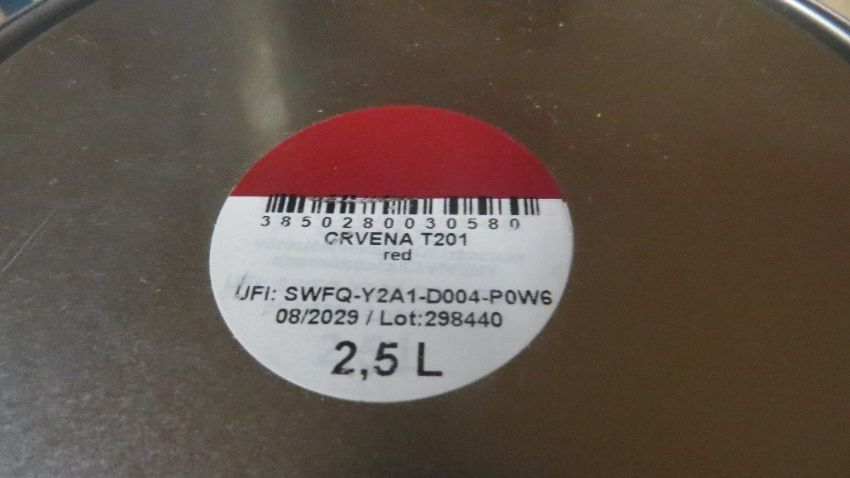 3850280030580
CRVENA T201
red
UFI: SWFQ-Y2A1-D004-P0W6
08/2029 / Lot:298440
2,5 L